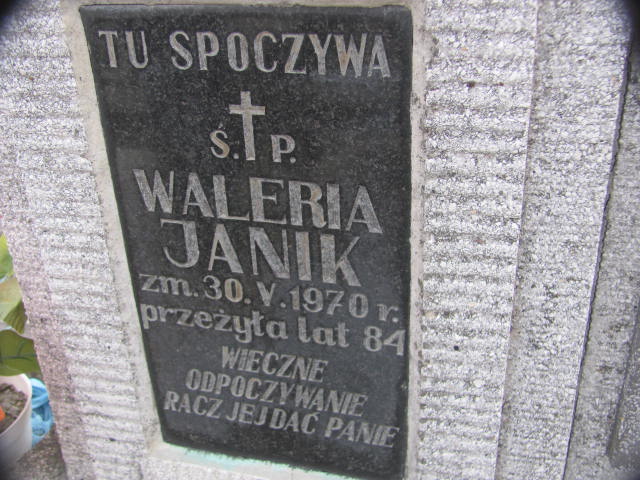 TU SPOCZYWA
Ś. P.
WALERIA
JANIK
zm. 30. V. 1970 r.
przeżyła lat 84
WIECZNE
ODPOCZYWANIE
RACZ JEJ DAĆ PANIE